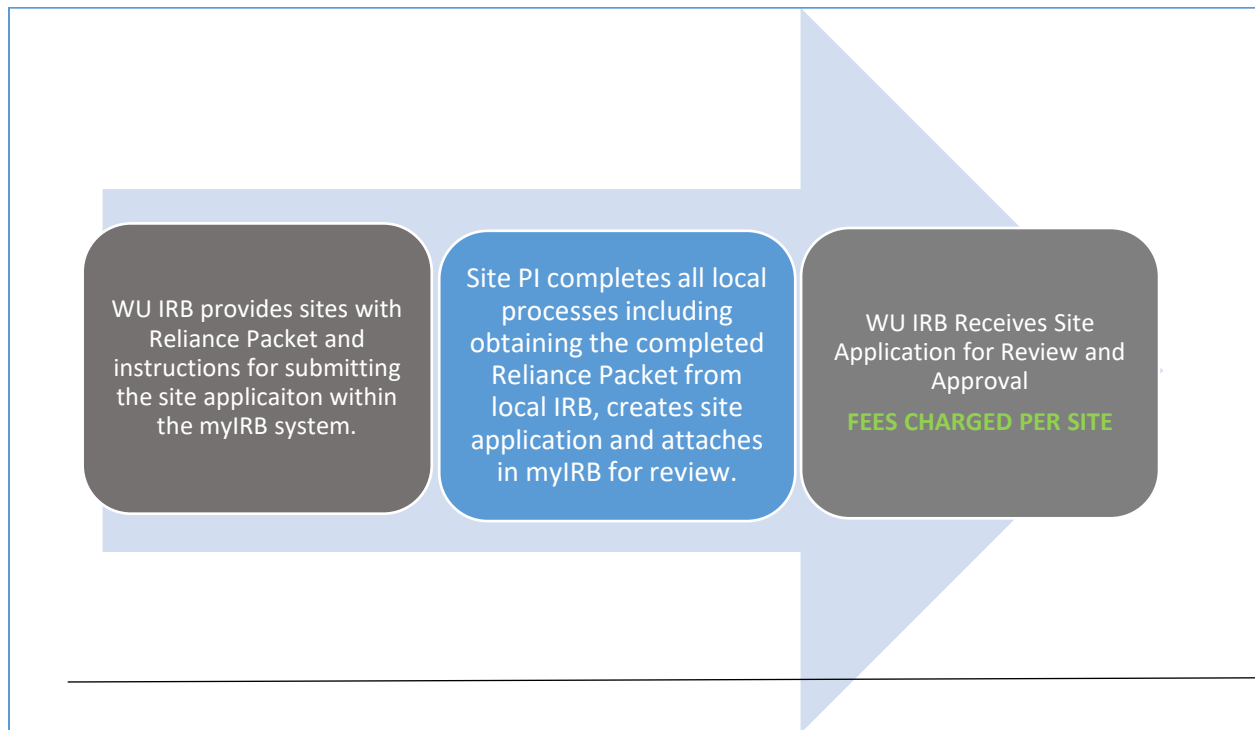 WU IRB provides sites with
Reliance Packet and
instructions for submitting
the site applicaiton within
the myIRB system.
Site PI completes all local
processes including
obtaining the completed
Reliance Packet from
local IRB, creates site
application and attaches
in myIRB for review.
WU IRB Receives Site
Application for Review and
Approval
FEES CHARGED PER SITE